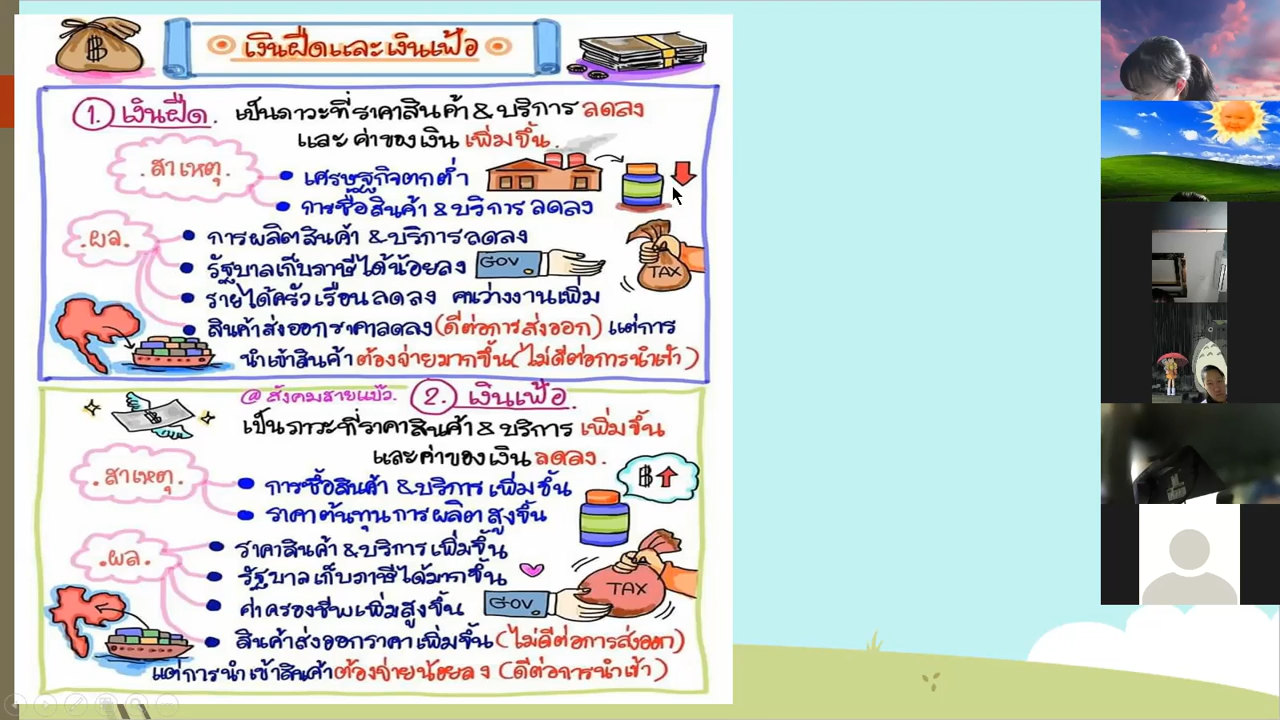 เงินฝืดและเงินเฟ้อ
1. เงินฝืด. เป็นภาวะที่ราคาสินค้า & บริการ ลดลง
และ ค่าของเงิน เพิ่มขึ้น.
สาเหตุ.
เศรษฐกิจตกต่ำ
การซื้อสินค้า & บริการ ลดลง
.ผล.
การผลิตสินค้า & บริการลดลง
รัฐบาลเก็บภาษีได้น้อยลง
GOV
TAX
รายได้ครัวเรือนลดลง คนว่างงานเพิ่ม
สินค้าส่งออกราคาลดลง (ดีต่อการส่งออก) แต่การ
นำเข้าสินค้า ต้องจ่ายมากขึ้น (ไม่ดีต่อการนำเข้า)
@ สังคมสายแบ๊ว. 2. เงินเฟ้อ.
เป็นภาวะที่ราคาสินค้า & บริการ เพิ่มขึ้น
และค่าของเงิน ลดลง.
฿
.สาเหตุ.
การซื้อสินค้า & บริการ เพิ่มขึ้น
ราคาต้นทุนการผลิต สูงขึ้น
.ผล.
ราคาสินค้า & บริการเพิ่มขึ้น
รัฐบาลเก็บภาษีได้มากขึ้น
GOV.
TAX
ค่าครองชีพเพิ่มสูงขึ้น
สินค้าส่งออกราคาเพิ่มขึ้น (ไม่ดีต่อการส่งออก)
แต่การนำเข้าสินค้าต้องจ่ายน้อยลง (ดีต่อการนำเข้า)